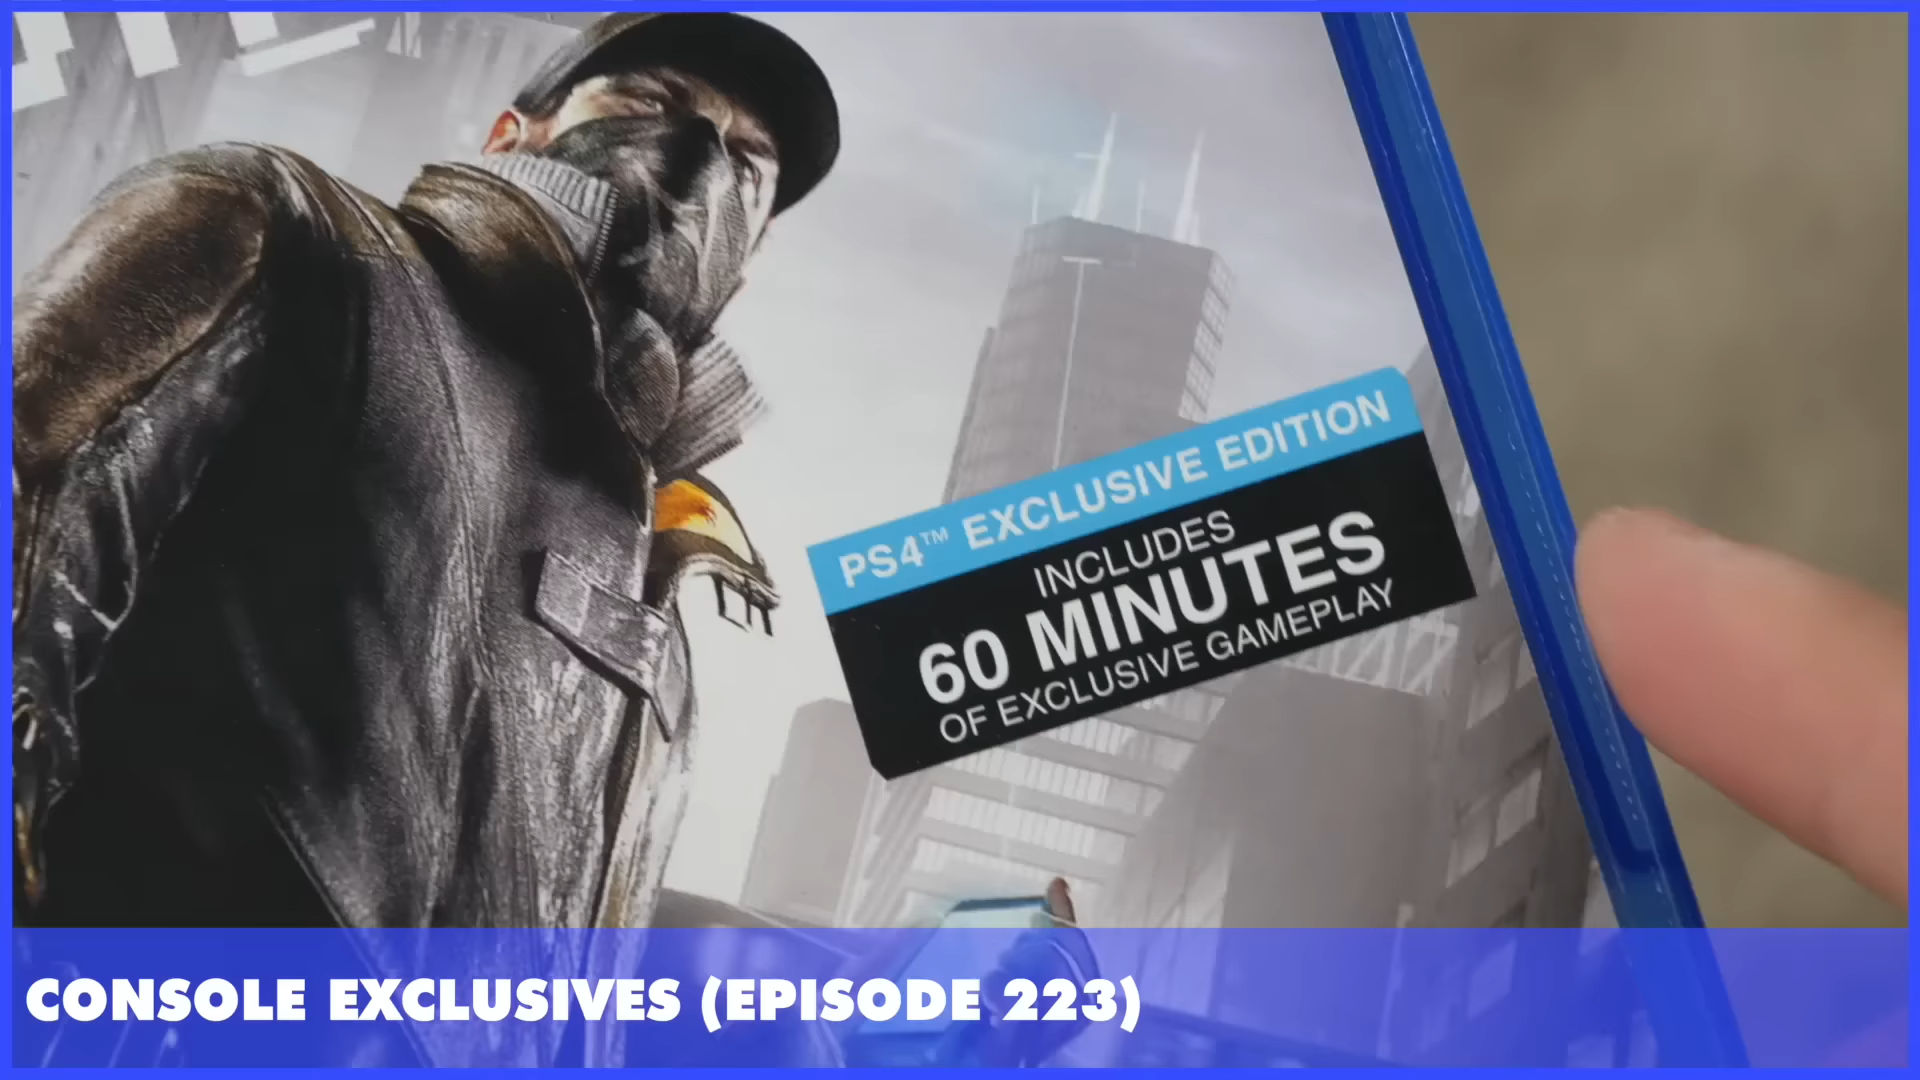 PS4™ EXCLUSIVE EDITION
INCLUDES
60 MINUTES
OF EXCLUSIVE GAMEPLAY
CONSOLE EXCLUSIVES (EPISODE 223)